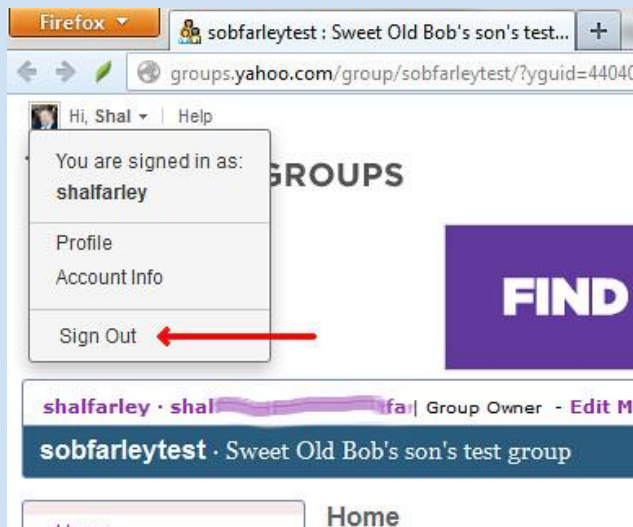 Firefox
sobfarleytest : Sweet Old Bob's son's test...
groups.yahoo.com/group/sobfarleytest/?yguid=44040
Hi, Shal | Help
You are signed in as:
shalfarley
GROUPS
Profile
Account Info
FIND
Sign Out
shalfarley · shal | Group Owner - Edit M
sobfarleytest · Sweet Old Bob's son's test group
Home